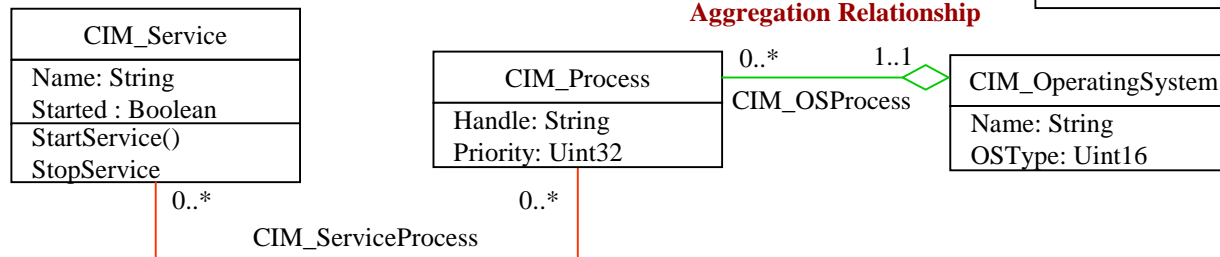 Aggregation Relationship
CIM_Service
Name: String
Started : Boolean
StartService()
StopService
0..*
CIM_Process
Handle: String
Priority: Uint32
0..*
0..*
1..1
CIM_OSProcess
CIM_OperatingSystem
Name: String
OSType: Uint16
CIM_ServiceProcess